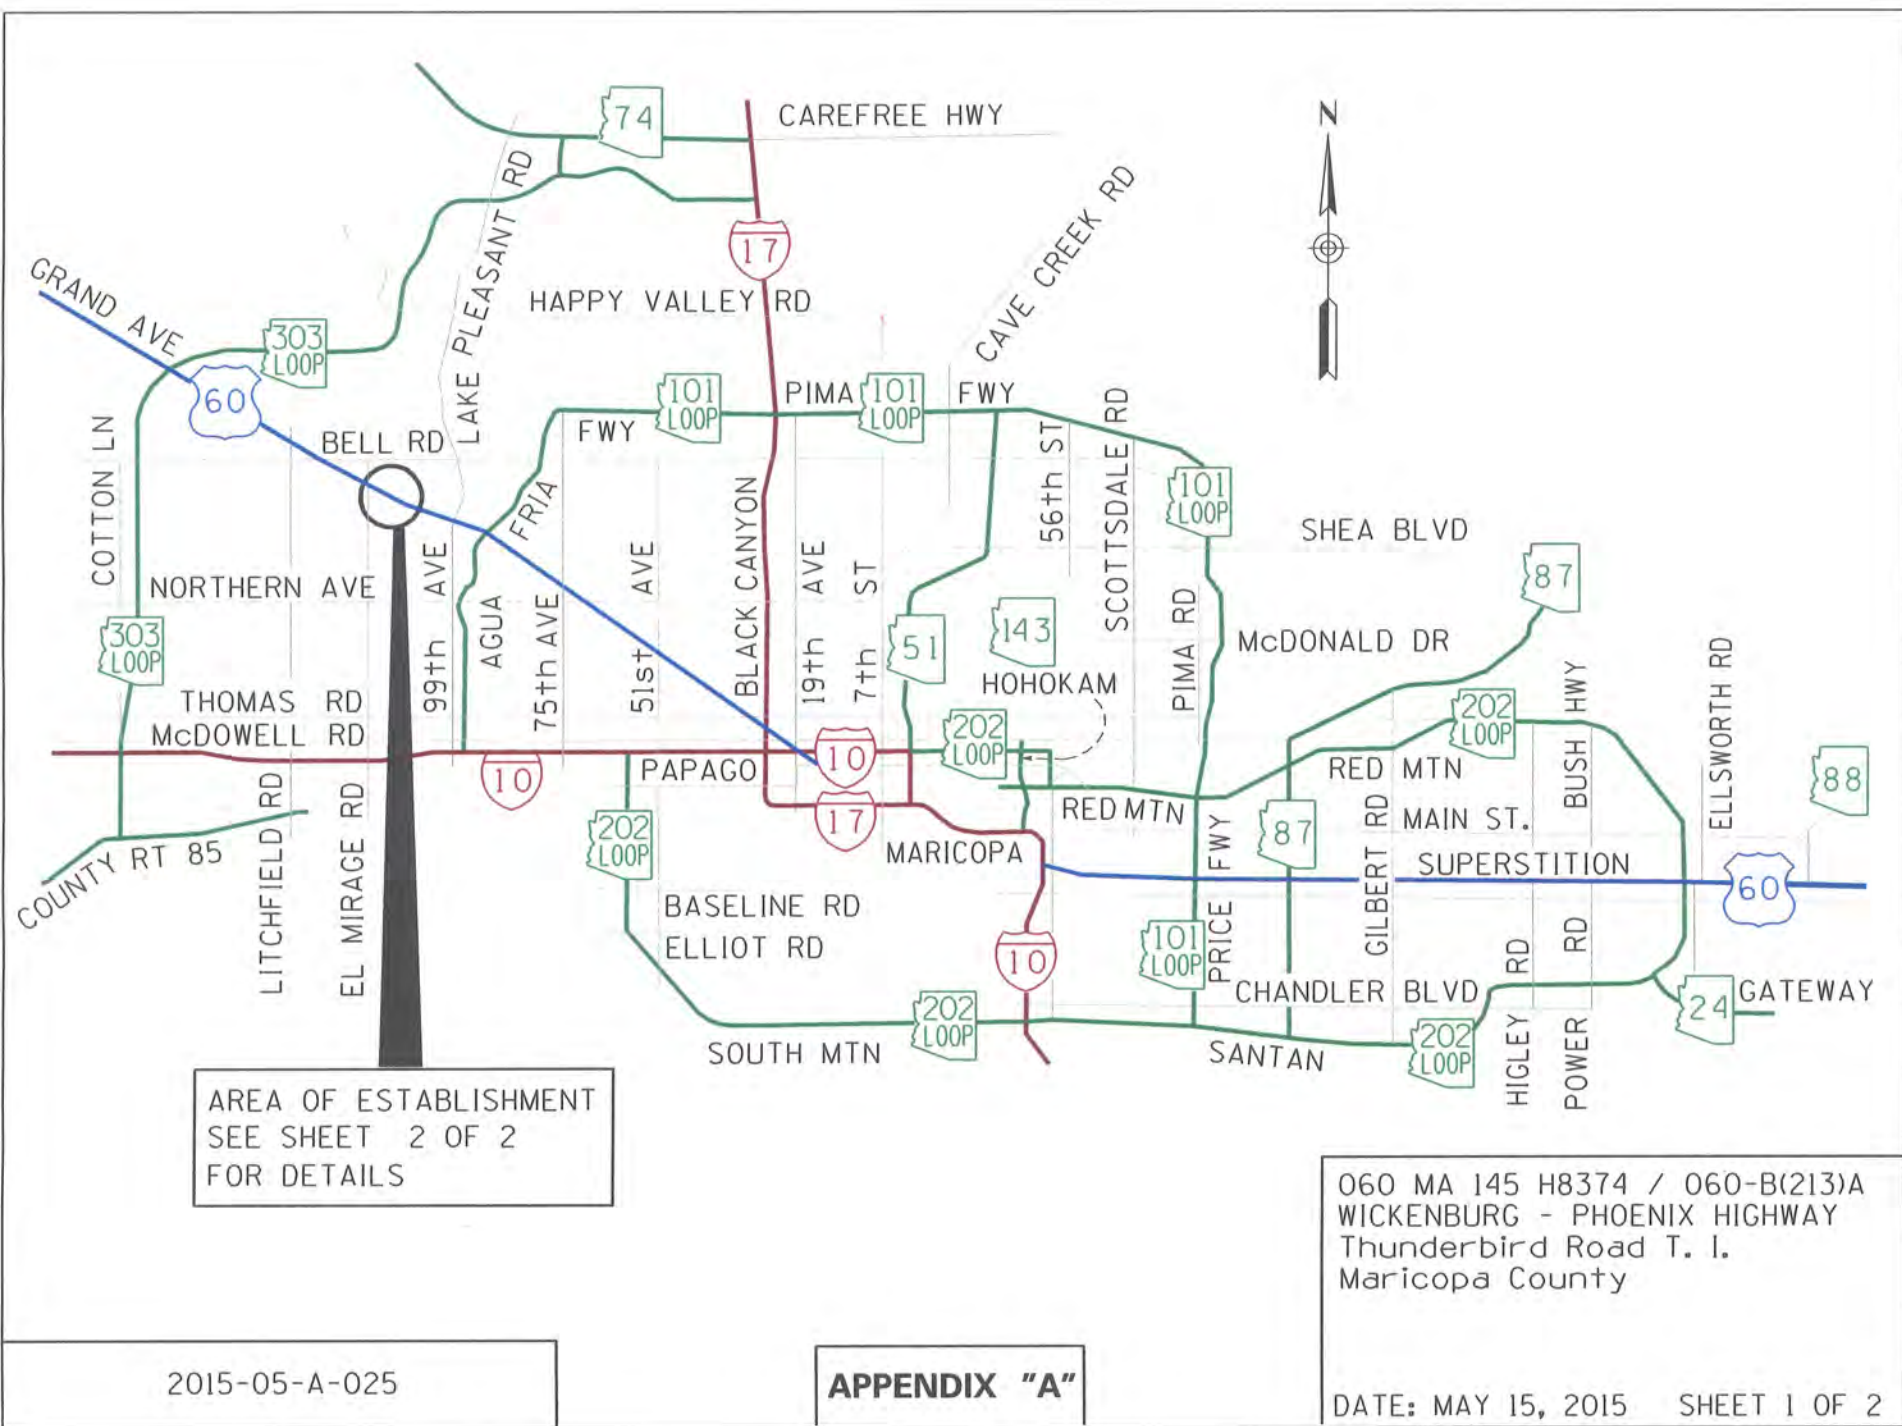 74
CAREFREE HWY
N
LAKE PLEASANT RD
17
CAVE CREEK RD
GRAND AVE
HAPPY VALLEY RD
303
LOOP
60
101
LOOP
PIMA
101
LOOP
FWY
BELL RD
FWY
COTTON LN
FRIA
BLACK CANYON
56th ST
SCOTTSDALE RD
101
LOOP
SHEA BLVD
NORTHERN AVE
99th AVE
AGUA
75th AVE
51st AVE
19th AVE
7th ST
51
143
HOHOKAM
PIMA RD
87
McDONALD DR
303
LOOP
THOMAS RD
McDOWELL RD
10
PAPAGO
10
202
LOOP
202
LOOP
RED MTN
BUSH HWY
ELLSWORTH RD
88
COUNTY RT 85
LITCHFIELD RD
EL MIRAGE RD
202
LOOP
17
MARICOPA
RED MTN
PRICE FWY
87
GILBERT RD
MAIN ST.
SUPERSTITION
60
BASELINE RD
ELLIOT RD
10
101
LOOP
CHANDLER BLVD
HIGLEY RD
POWER RD
24
GATEWAY
202
LOOP
SOUTH MTN
SANTAN
202
LOOP
AREA OF ESTABLISHMENT
SEE SHEET 2 OF 2
FOR DETAILS
060 MA 145 H8374 / 060-B(213)A
WICKENBURG - PHOENIX HIGHWAY
Thunderbird Road T. I.
Maricopa County
2015-05-A-025
APPENDIX "A"
DATE: MAY 15, 2015 SHEET 1 OF 2